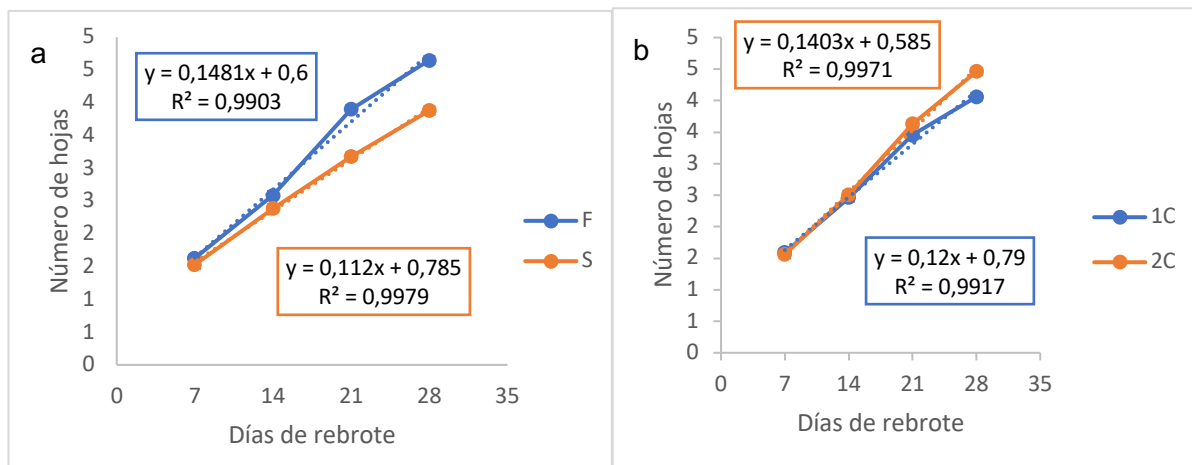 a
y = 0,1481x + 0,6
R² = 0,9903
y = 0,112x + 0,785
R² = 0,9979
Número de hojas
5
5
4
4
3
3
2
2
1
1
0
0 7 14 21 28 35
Días de rebrote
F
S
b
y = 0,1403x + 0,585
R² = 0,9971
y = 0,12x + 0,79
R² = 0,9917
Número de hojas
5
5
4
4
3
3
2
2
1
1
0
0 7 14 21 28 35
Días de rebrote
1C
2C